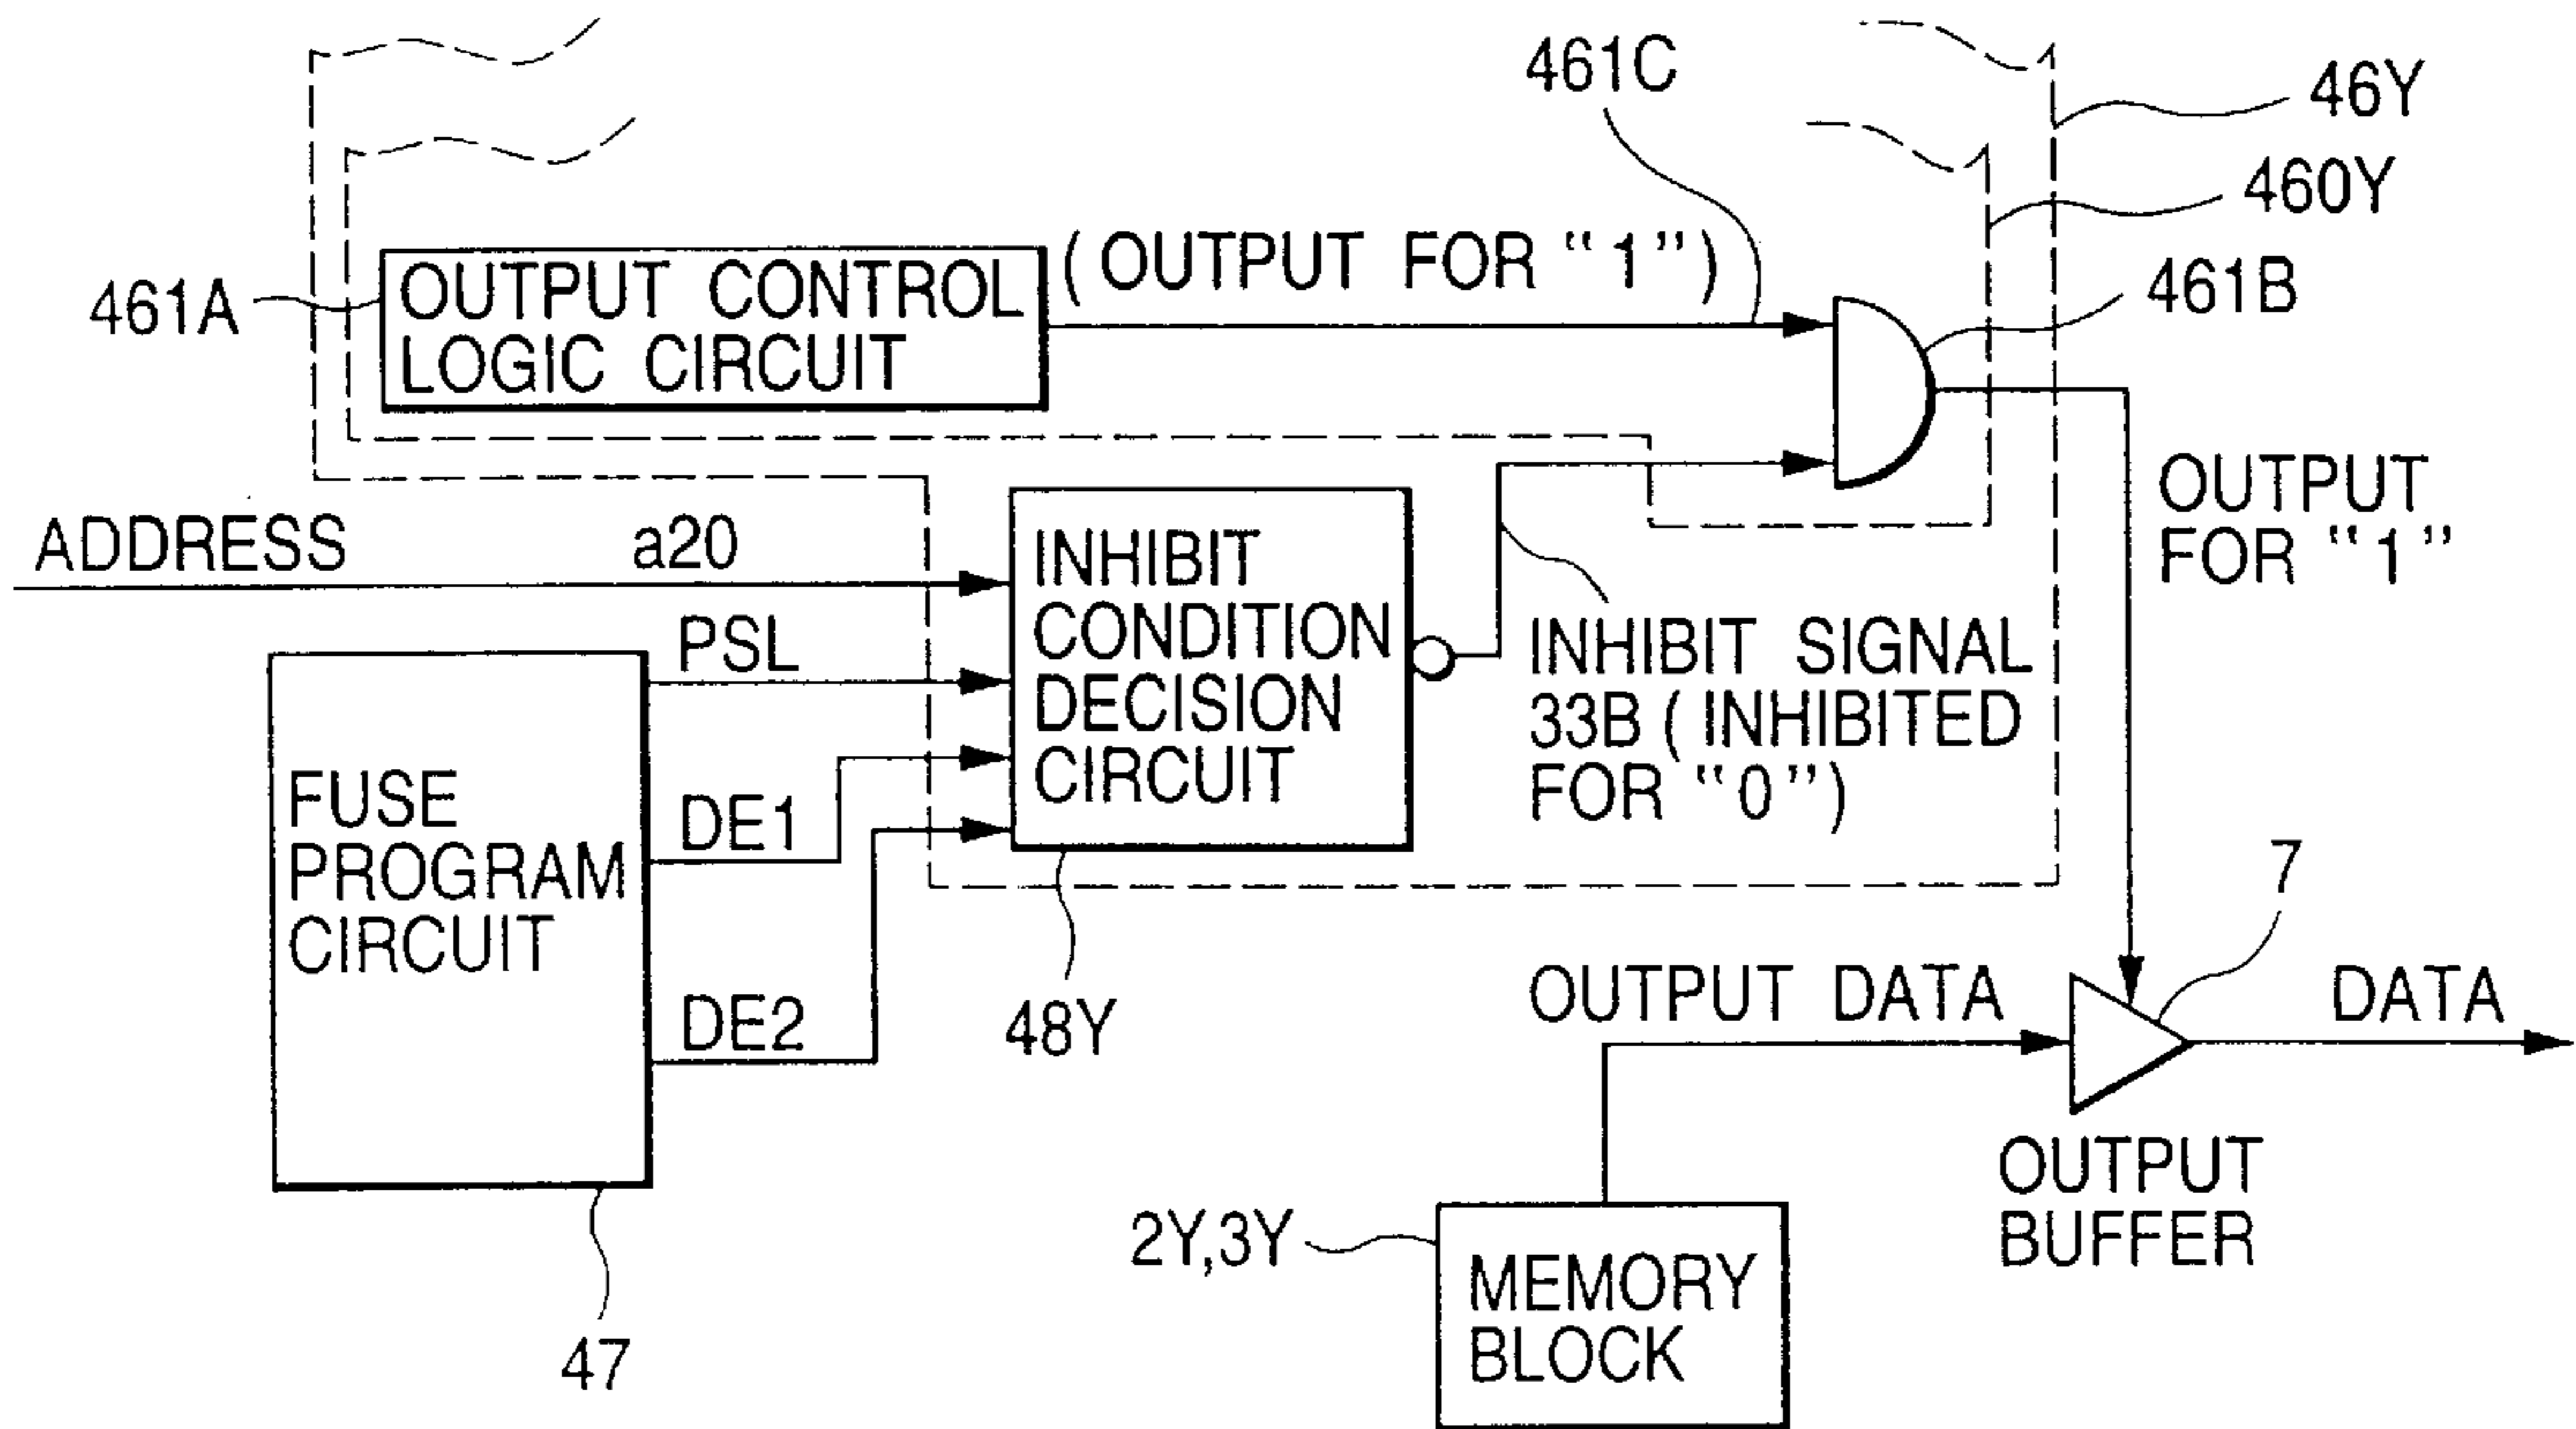 461C
46Y
460Y
461A
OUTPUT CONTROL
LOGIC CIRCUIT
(OUTPUT FOR "1")
461B
ADDRESS a20
PSL
DE1
DE2
FUSE
PROGRAM
CIRCUIT
47
INHIBIT
CONDITION
DECISION
CIRCUIT
48Y
INHIBIT SIGNAL
33B (INHIBITED
FOR "0")
OUTPUT
FOR "1"
7
OUTPUT DATA
DATA
OUTPUT
BUFFER
2Y,3Y
MEMORY
BLOCK